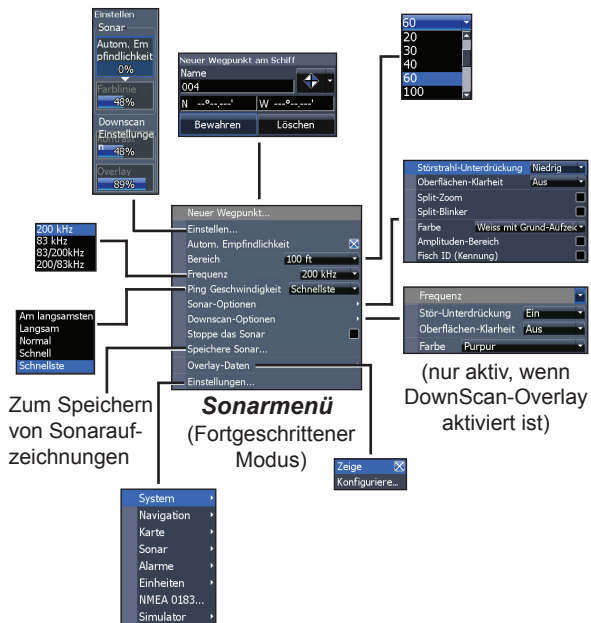 Einstellen
Sonar
Autom. Em
pfindlichkeit
0%
Farblinie
48%
Downscan
Einstellunge
n
Kontrast
48%
Overlay
89%
Neuer Wegpunkt am Schiff
Name
004
N --°--.---' W ---°--.---'
Bewahren Löschen
60
20
30
40
60
100
200 kHz
83 kHz
83/200kHz
200/83kHz
Am langsamsten
Langsam
Normal
Schnell
Schnellste
Neuer Wegpunkt...
Einstellen...
Autom. Empfindlichkeit
Bereich 100 ft
Frequenz 200 kHz
Ping Geschwindigkeit Schnellste
Sonar-Optionen
Downscan-Optionen
Stoppe das Sonar
Speichere Sonar...
Overlay-Daten
Einstellungen...
Störstrahl-Unterdrückung Niedrig
Oberflächen-Klarheit Aus
Split-Zoom
Split-Blinker
Farbe Weiss mit Grund-Aufzeic
Amplituden-Bereich
Fisch ID (Kennung)
Frequenz
Stör-Unterdrückung Ein
Oberflächen-Klarheit Aus
Farbe Purpur
(nur aktiv, wenn
DownScan-Overlay
aktiviert ist)
Zum Speichern
von Sonarauf-
zeichnungen
Sonarmenü
(Fortgeschrittener
Modus)
Zeige
Konfiguriere...
System
Navigation
Karte
Sonar
Alarme
Einheiten
NMEA 0183...
Simulator